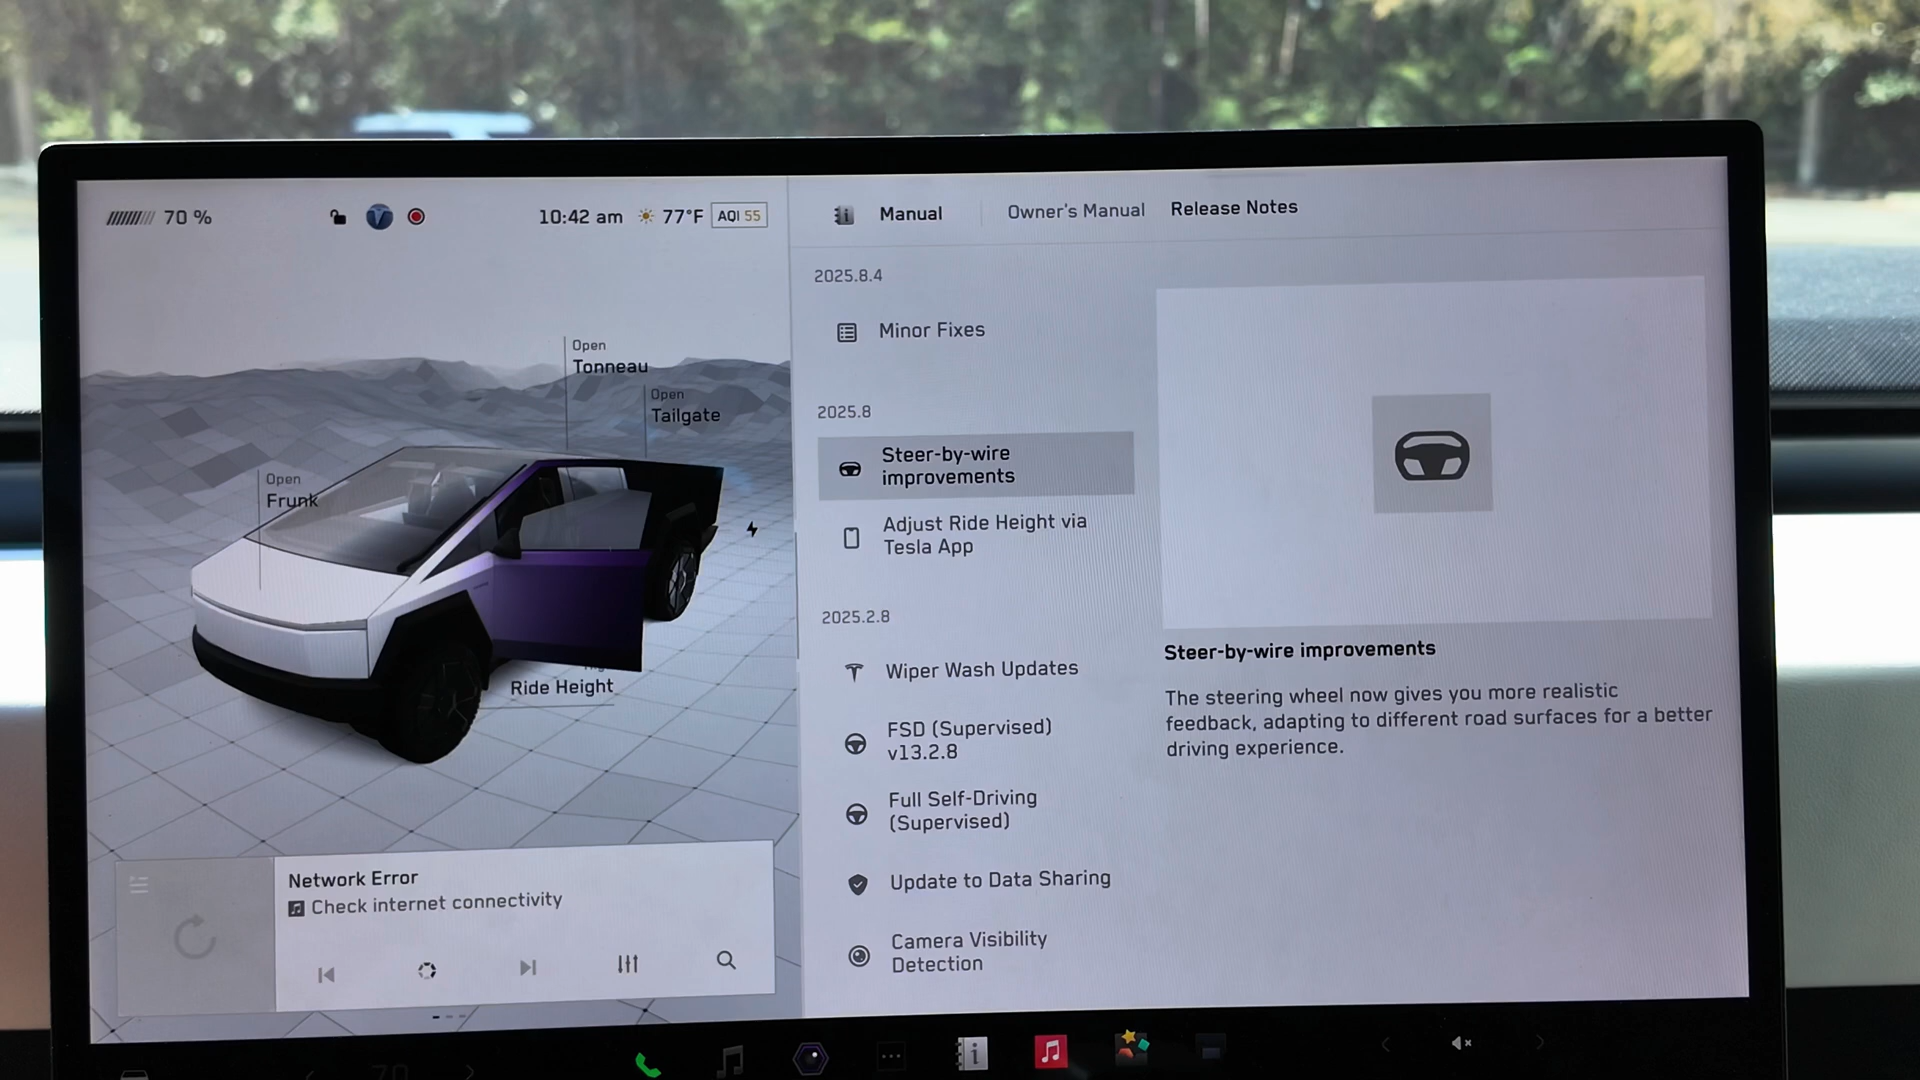 70 %
10:42 am
77°F
AQI 55
Open
Tonneau
Open
Tailgate
Open
Frunk
Ride Height
Network Error
Check internet connectivity
Manual
Owner's Manual
Release Notes
2025.8.4
Minor Fixes
2025.8
Steer-by-wire
improvements
Adjust Ride Height via
Tesla App
2025.2.8
Wiper Wash Updates
FSD (Supervised)
v13.2.8
Full Self-Driving
(Supervised)
Update to Data Sharing
Camera Visibility
Detection
Steer-by-wire improvements
The steering wheel now gives you more realistic
feedback, adapting to different road surfaces for a better
driving experience.
70